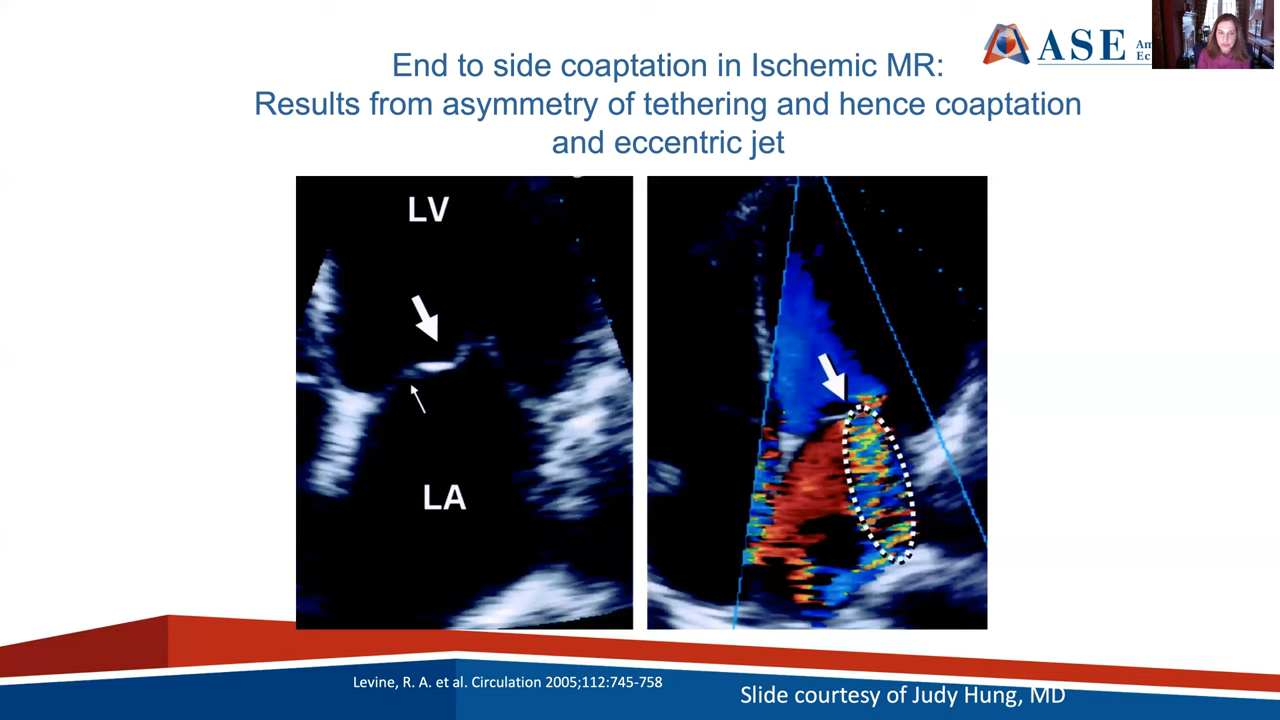 End to side coaptation in Ischemic MR:
Results from asymmetry of tethering and hence coaptation
and eccentric jet
ASE
LV
LA
Levine, R. A. et al. Circulation 2005;112:745-758
Slide courtesy of Judy Hung, MD